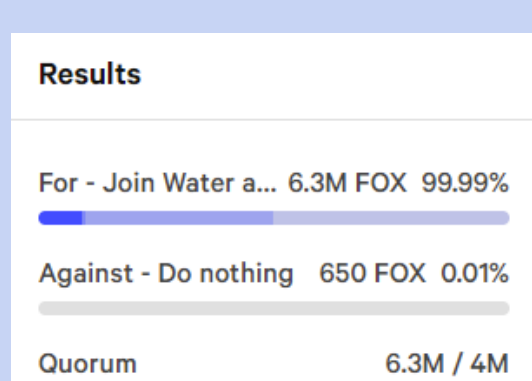 Results
For - Join Water a... 6.3M FOX 99.99%
Against - Do nothing 650 FOX 0.01%
Quorum 6.3M / 4M